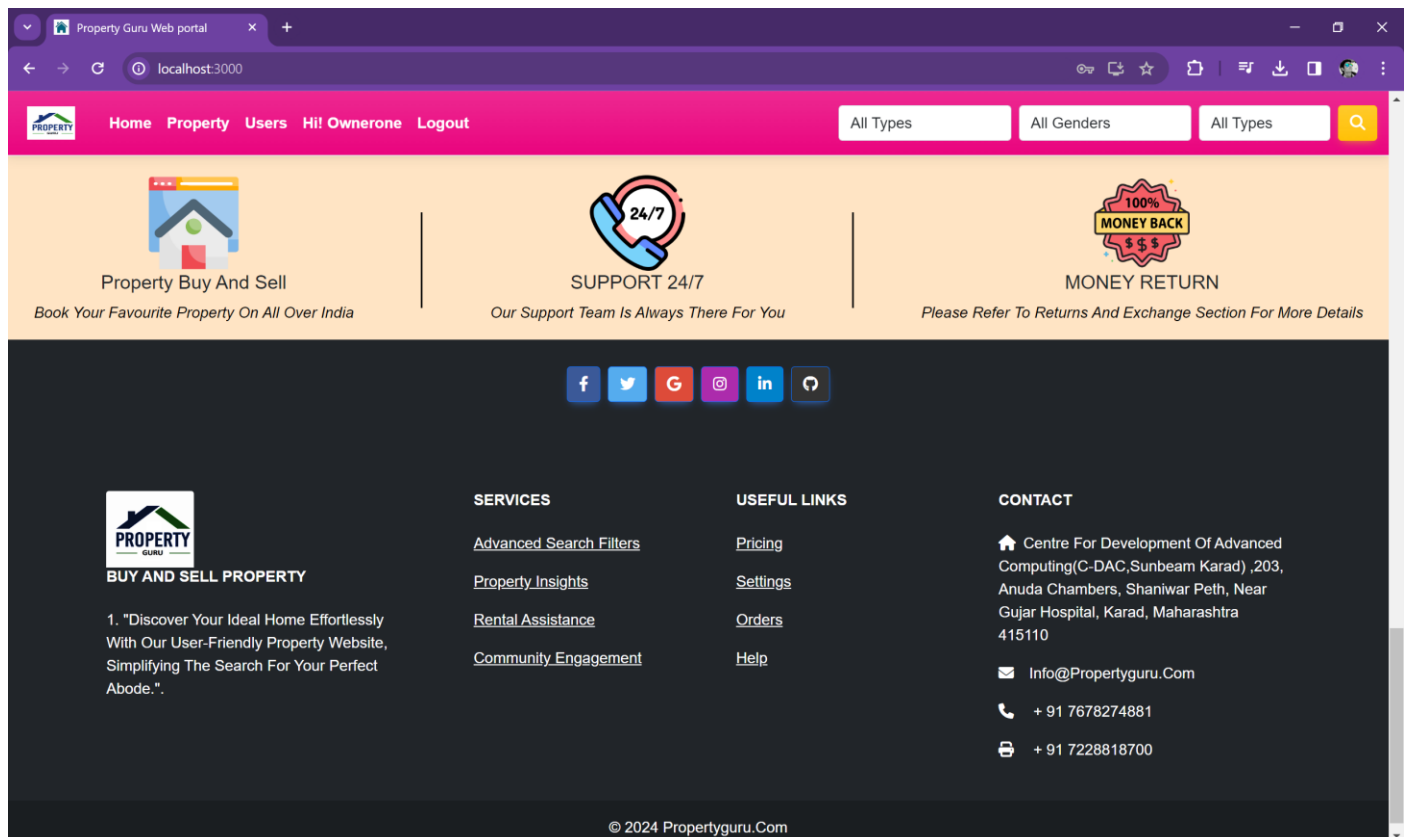 Property Guru Web portal
localhost:3000
PROPERTY
Home Property Users Hi! Ownerone Logout
All Types All Genders All Types
24/7
100%
MONEY BACK
$ $ $
Property Buy And Sell
Book Your Favourite Property On All Over India
SUPPORT 24/7
Our Support Team Is Always There For You
MONEY RETURN
Please Refer To Returns And Exchange Section For More Details
PROPERTY
GURU
BUY AND SELL PROPERTY
1. "Discover Your Ideal Home Effortlessly
With Our User-Friendly Property Website,
Simplifying The Search For Your Perfect
Abode.".
SERVICES
Advanced Search Filters
Property Insights
Rental Assistance
Community Engagement
USEFUL LINKS
Pricing
Settings
Orders
Help
CONTACT
Centre For Development Of Advanced
Computing(C-DAC,Sunbeam Karad) ,203,
Anuda Chambers, Shaniwar Peth, Near
Gujar Hospital, Karad, Maharashtra
415110
Info@Propertyguru.Com
+ 91 7678274881
+ 91 7228818700
© 2024 Propertyguru.Com